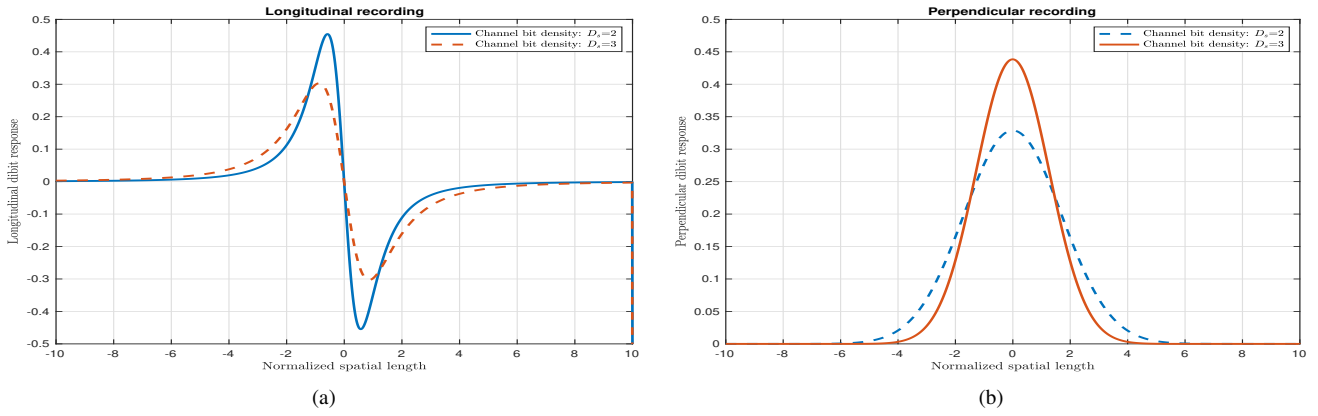 Longitudinal recording
Channel bit density: Dₛ=2
Channel bit density: Dₛ=3
Longitudinal dibit response
0.5
0.4
0.3
0.2
0.1
0
-0.1
-0.2
-0.3
-0.4
-0.5
-10 -8 -6 -4 -2 0 2 4 6 8 10
Normalized spatial length
(a)
Perpendicular recording
Channel bit density: Dₛ=2
Channel bit density: Dₛ=3
Perpendicular dibit response
0.5
0.45
0.4
0.35
0.3
0.25
0.2
0.15
0.1
0.05
0
-10 -8 -6 -4 -2 0 2 4 6 8 10
Normalized spatial length
(b)